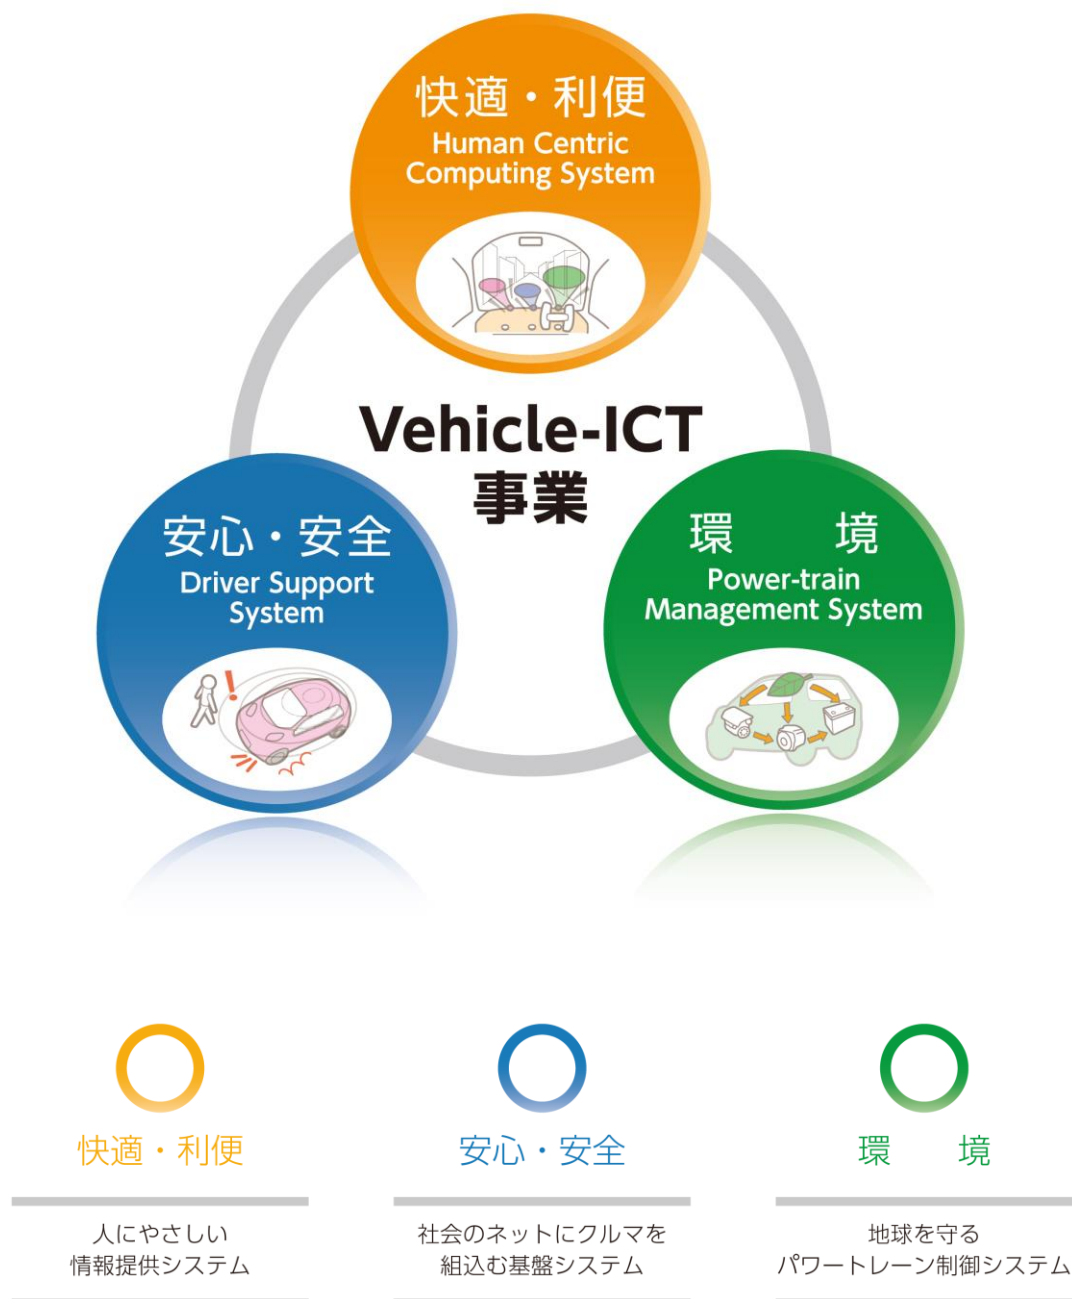 快適・利便
Human Centric
Computing System
Vehicle-ICT
事業
安心・安全
Driver Support
System
環　境
Power-train
Management System
快適・利便
人にやさしい
情報提供システム
安心・安全
社会のネットにクルマを
組込む基盤システム
環　境
地球を守る
パワートレーン制御システム